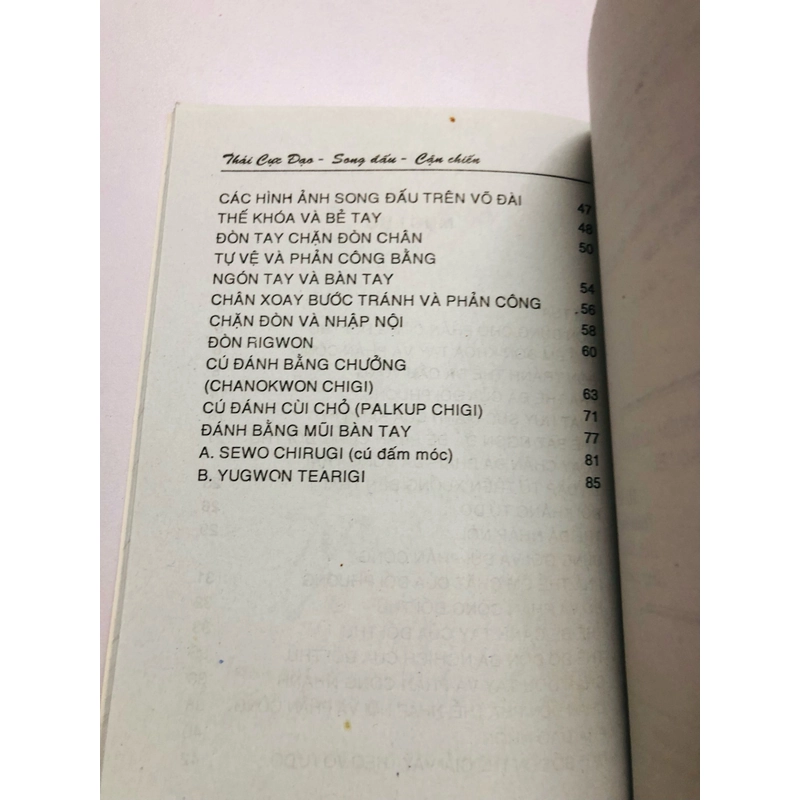 Thái Cực Đạo - Song đấu - Cận chiến
CÁC HÌNH ẢNH SONG ĐẤU TRÊN VÕ ĐÀI 47
THẾ KHÓA VÀ BẺ TAY 48
ĐÒN TAY CHẶN ĐÒN CHÂN 50
TỰ VỆ VÀ PHẢN CÔNG BẰNG
NGÓN TAY VÀ BÀN TAY 54
CHÂN XOAY BƯỚC TRÁNH VÀ PHẢN CÔNG 56
CHẶN ĐÒN VÀ NHẬP NỘI 58
ĐÒN RIGWON 60
CÚ ĐÁNH BẰNG CHƯỞNG
(CHANOKWON CHIGI) 63
CÚ ĐÁNH CÙI CHỎ (PALKUP CHIGI) 71
ĐÁNH BẰNG MŨI BÀN TAY 77
A. SEWO CHIRUGI (cú đấm móc) 81
B. YUGWON TEARIGI 85